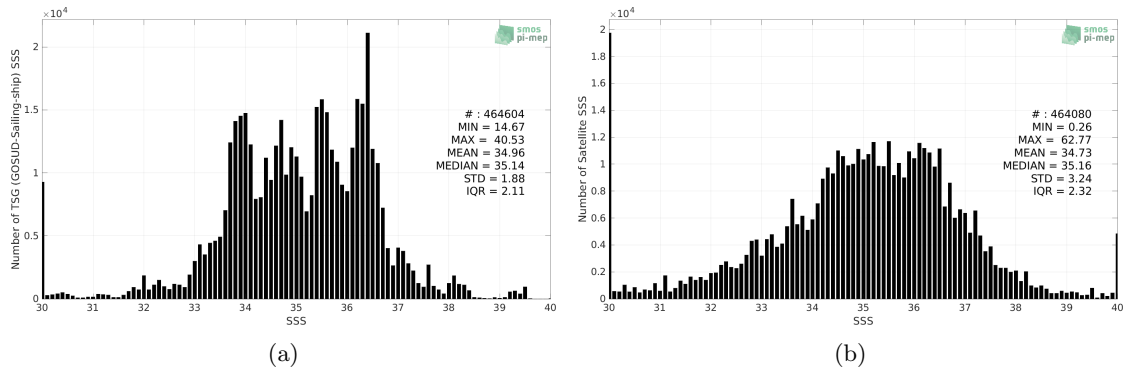 ×10⁴
smos
pi-mep
2
1.5
1
0.5
0
Number of TSG (GOSUD-Sailing-ship) SSS
# : 464604
MIN = 14.67
MAX = 40.53
MEAN = 34.96
MEDIAN = 35.14
STD = 1.88
IQR = 2.11
30 31 32 33 34 35 36 37 38 39 40
SSS
(a)
×10⁴
smos
pi-mep
2
1.8
1.6
1.4
1.2
1
0.8
0.6
0.4
0.2
0
Number of Satellite SSS
# : 464080
MIN = 0.26
MAX = 62.77
MEAN = 34.73
MEDIAN = 35.16
STD = 3.24
IQR = 2.32
30 31 32 33 34 35 36 37 38 39 40
SSS
(b)